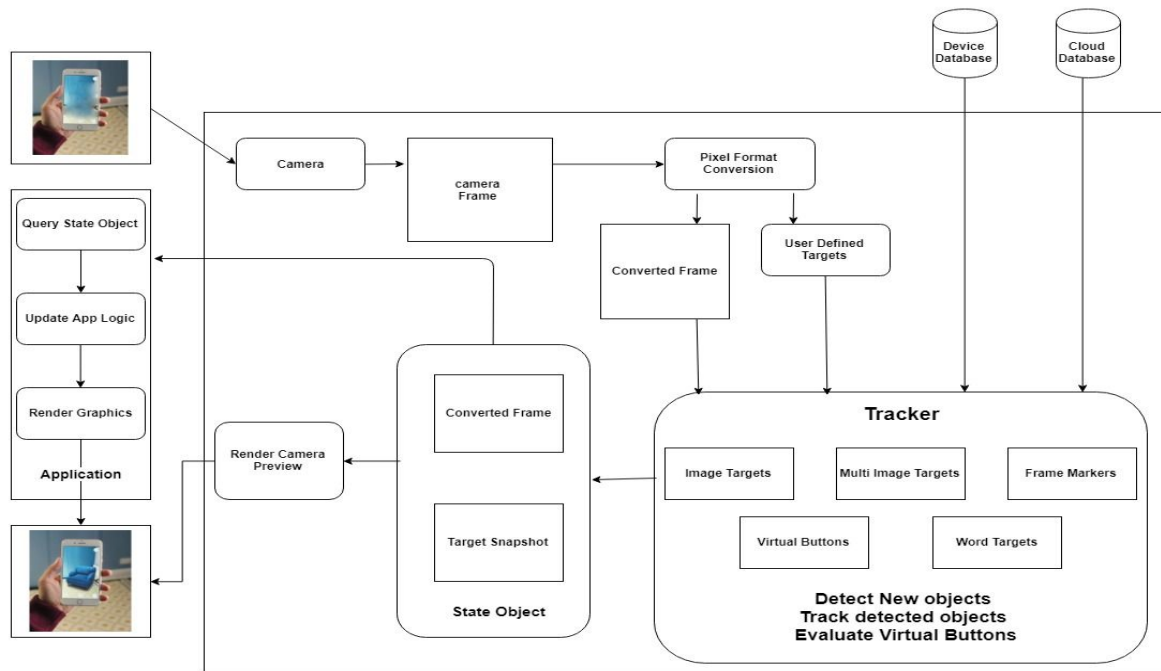 Device
Database
Cloud
Database
Camera
camera
Frame
Pixel Format
Conversion
Query State Object
Converted Frame
User Defined
Targets
Update App Logic
Render Graphics
Application
Render Camera
Preview
Converted Frame
Target Snapshot
State Object
Tracker
Image Targets
Multi Image Targets
Frame Markers
Virtual Buttons
Word Targets
Detect New objects
Track detected objects
Evaluate Virtual Buttons